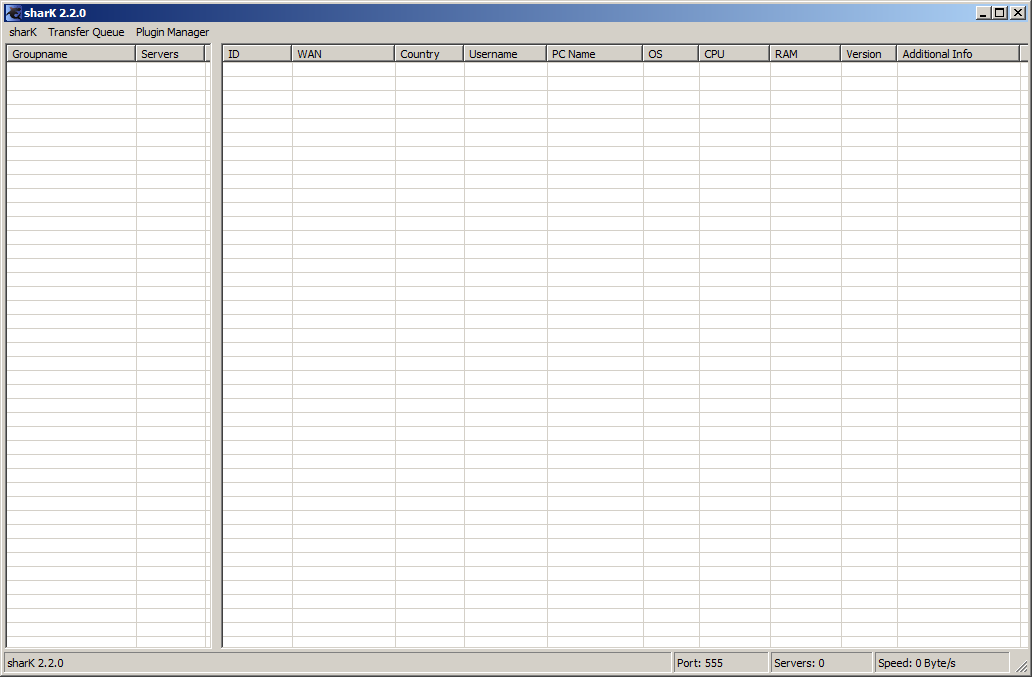 sharK 2.2.0
sharK Transfer Queue Plugin Manager
Groupname Servers ID WAN Country Username PC Name OS CPU RAM Version Additional Info
sharK 2.2.0 Port: 555 Servers: 0 Speed: 0 Byte/s